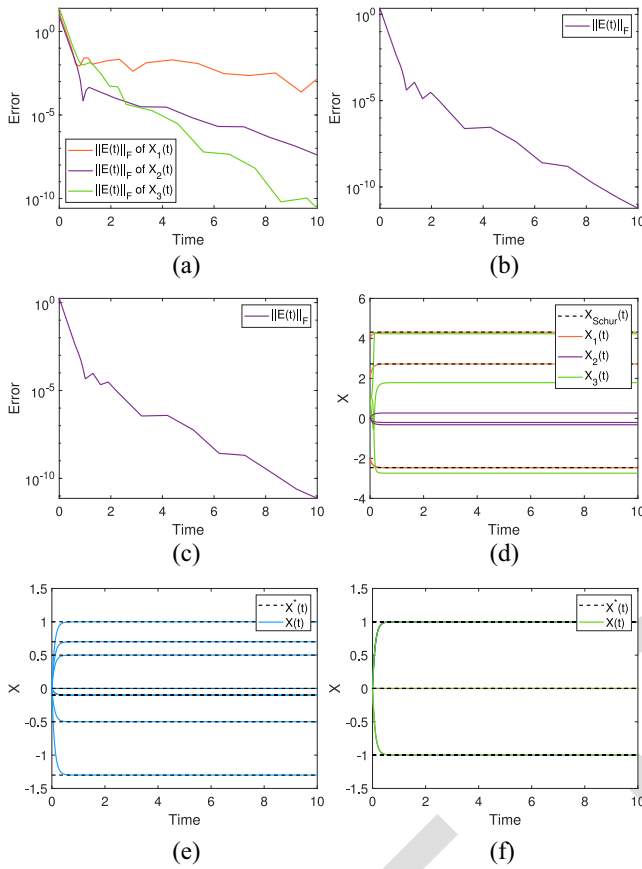 10^0
10^-5
10^-10
Error
||E(t)||_F of X_1(t)
||E(t)||_F of X_2(t)
||E(t)||_F of X_3(t)
0 2 4 6 8 10
Time
(a)
10^0
10^-5
10^-10
Error
||E(t)||_F
0 2 4 6 8 10
Time
(b)
10^0
10^-5
10^-10
Error
||E(t)||_F
0 2 4 6 8 10
Time
(c)
6
4
2
0
-2
-4
X
X_Schur(t)
X_1(t)
X_2(t)
X_3(t)
0 2 4 6 8 10
Time
(d)
1.5
1
0.5
0
-0.5
-1
-1.5
X
X^*(t)
X(t)
0 2 4 6 8 10
Time
(e)
1.5
1
0.5
0
-0.5
-1
-1.5
X
X^*(t)
X(t)
0 2 4 6 8 10
Time
(f)